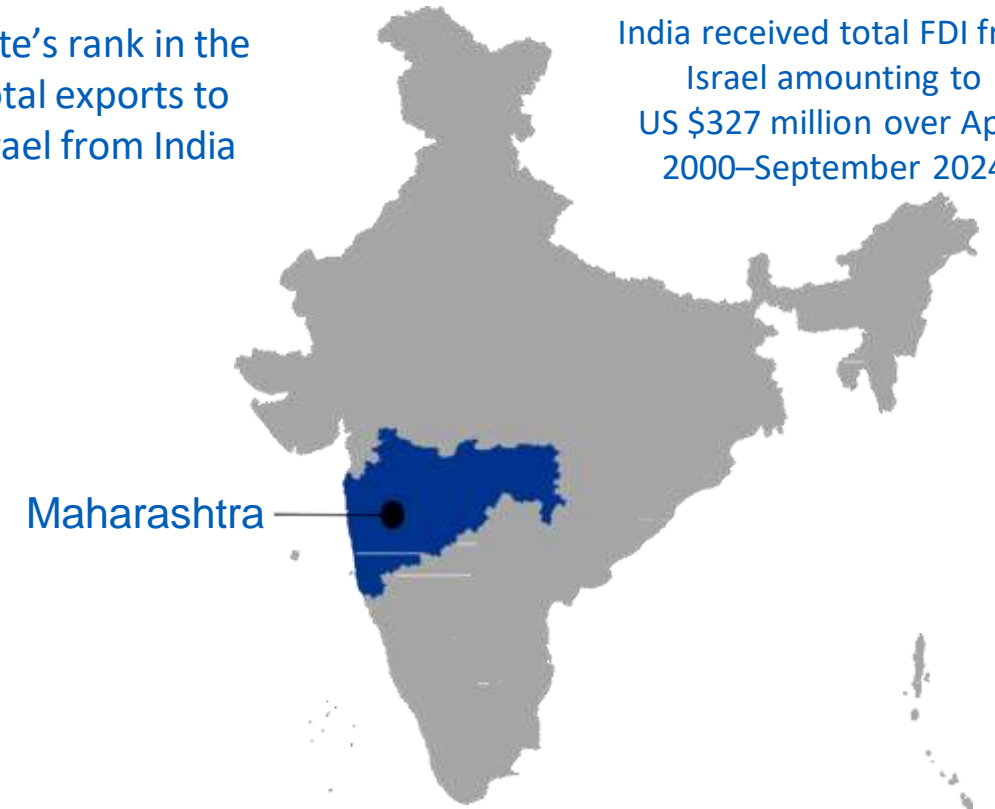 te’s rank in the
otal exports to
rael from India
India received total FDI fr
Israel amounting to
US $327 million over Ap
2000–September 2024
Maharashtra